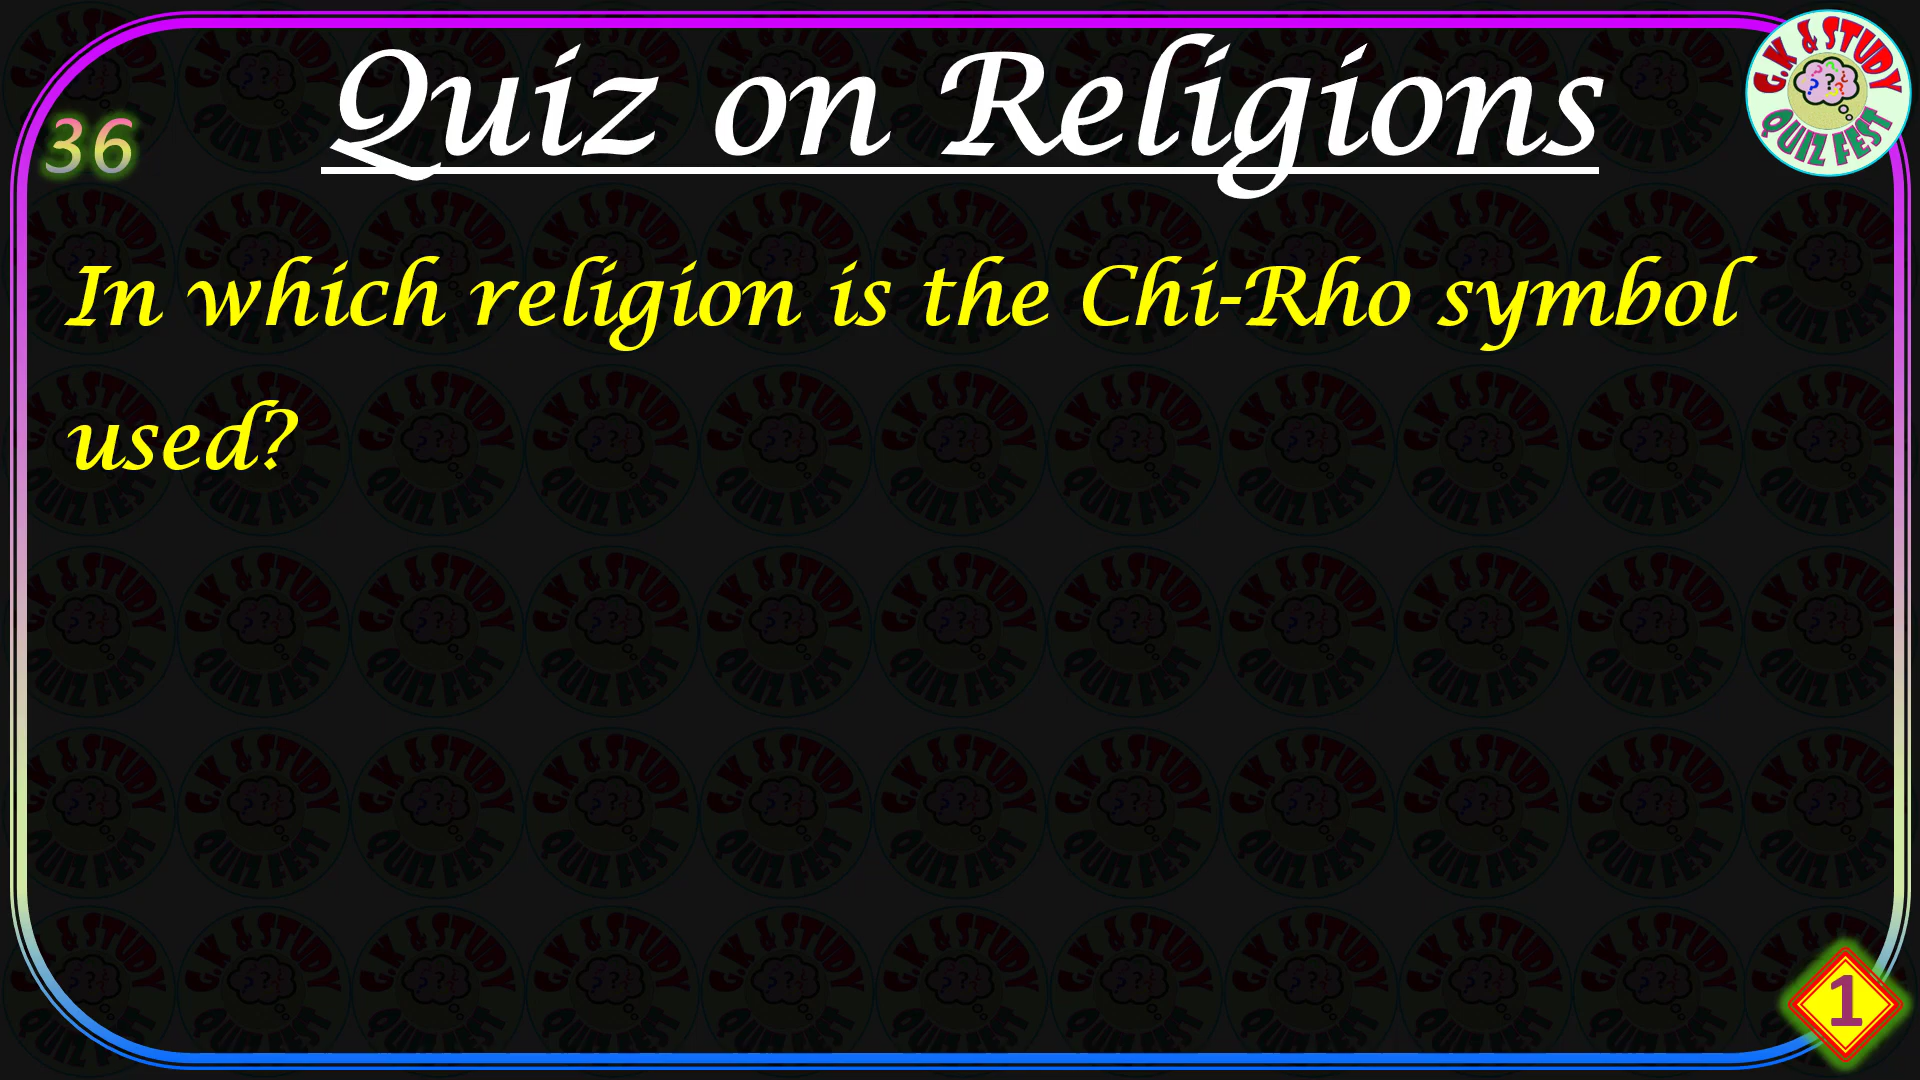 Quiz on Religions
36
G.K & STUDY
QUIZ FEST
In which religion is the Chi-Rho symbol
used?
1